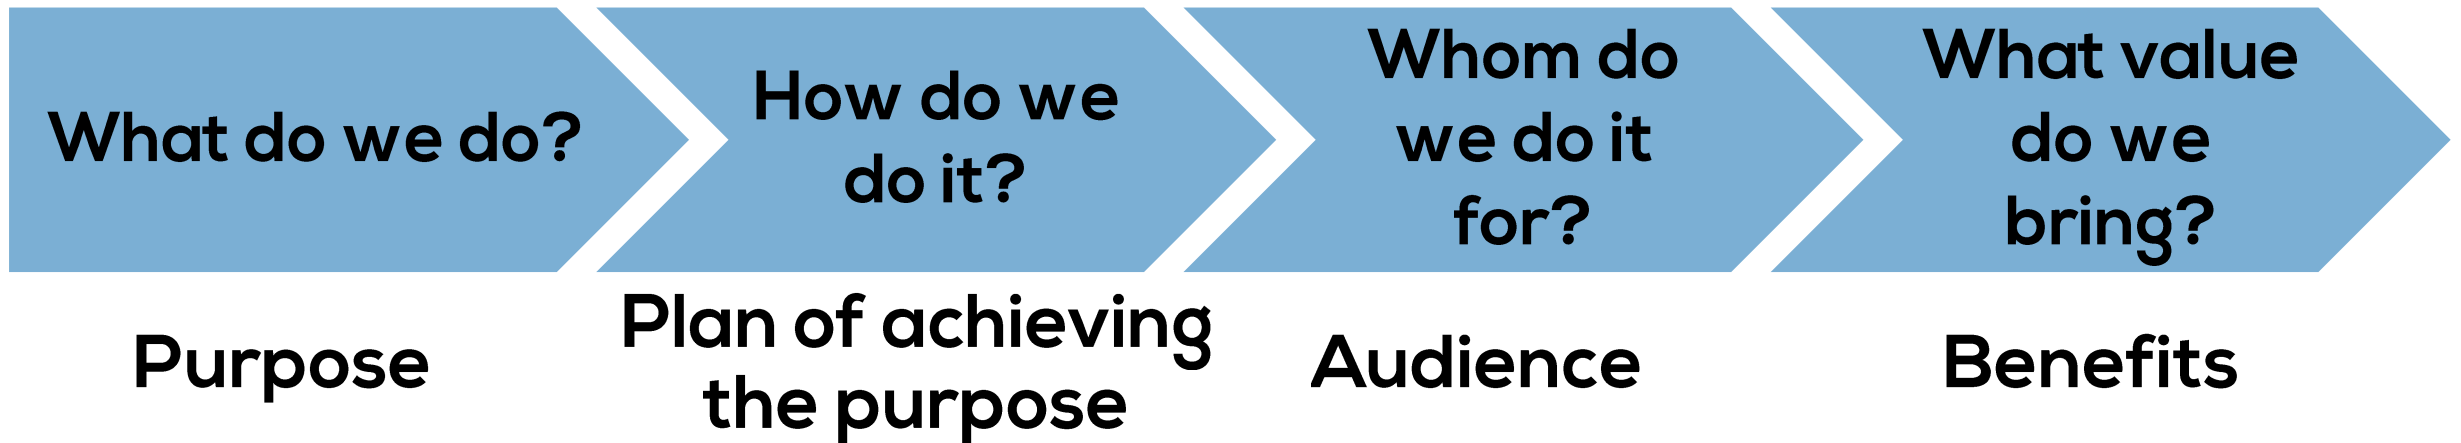 What do we do?
How do we
do it?
Whom do
we do it
for?
What value
do we
bring?
Purpose
Plan of achieving
the purpose
Audience
Benefits